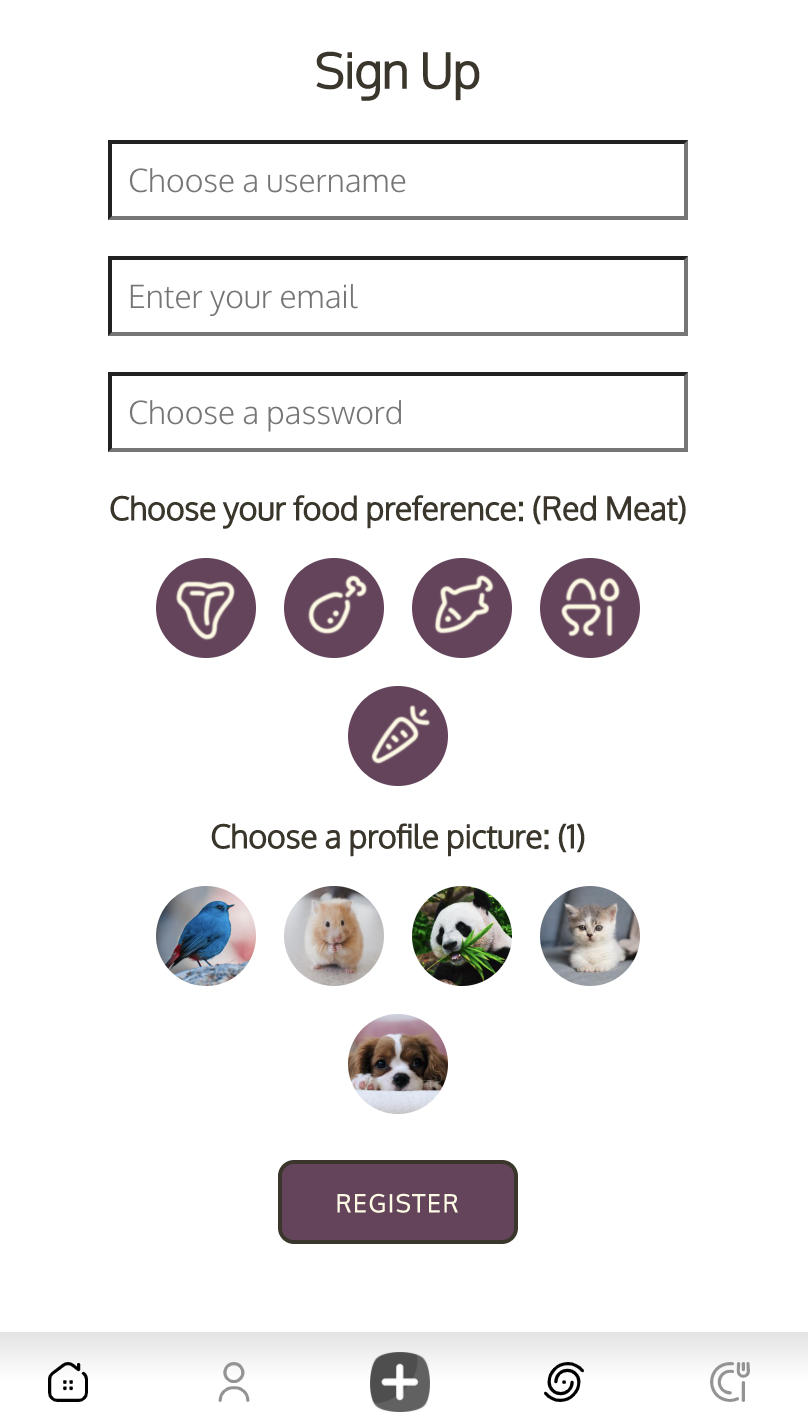 Sign Up
Choose a username
Enter your email
Choose a password
Choose your food preference: (Red Meat)
Choose a profile picture: (1)
REGISTER